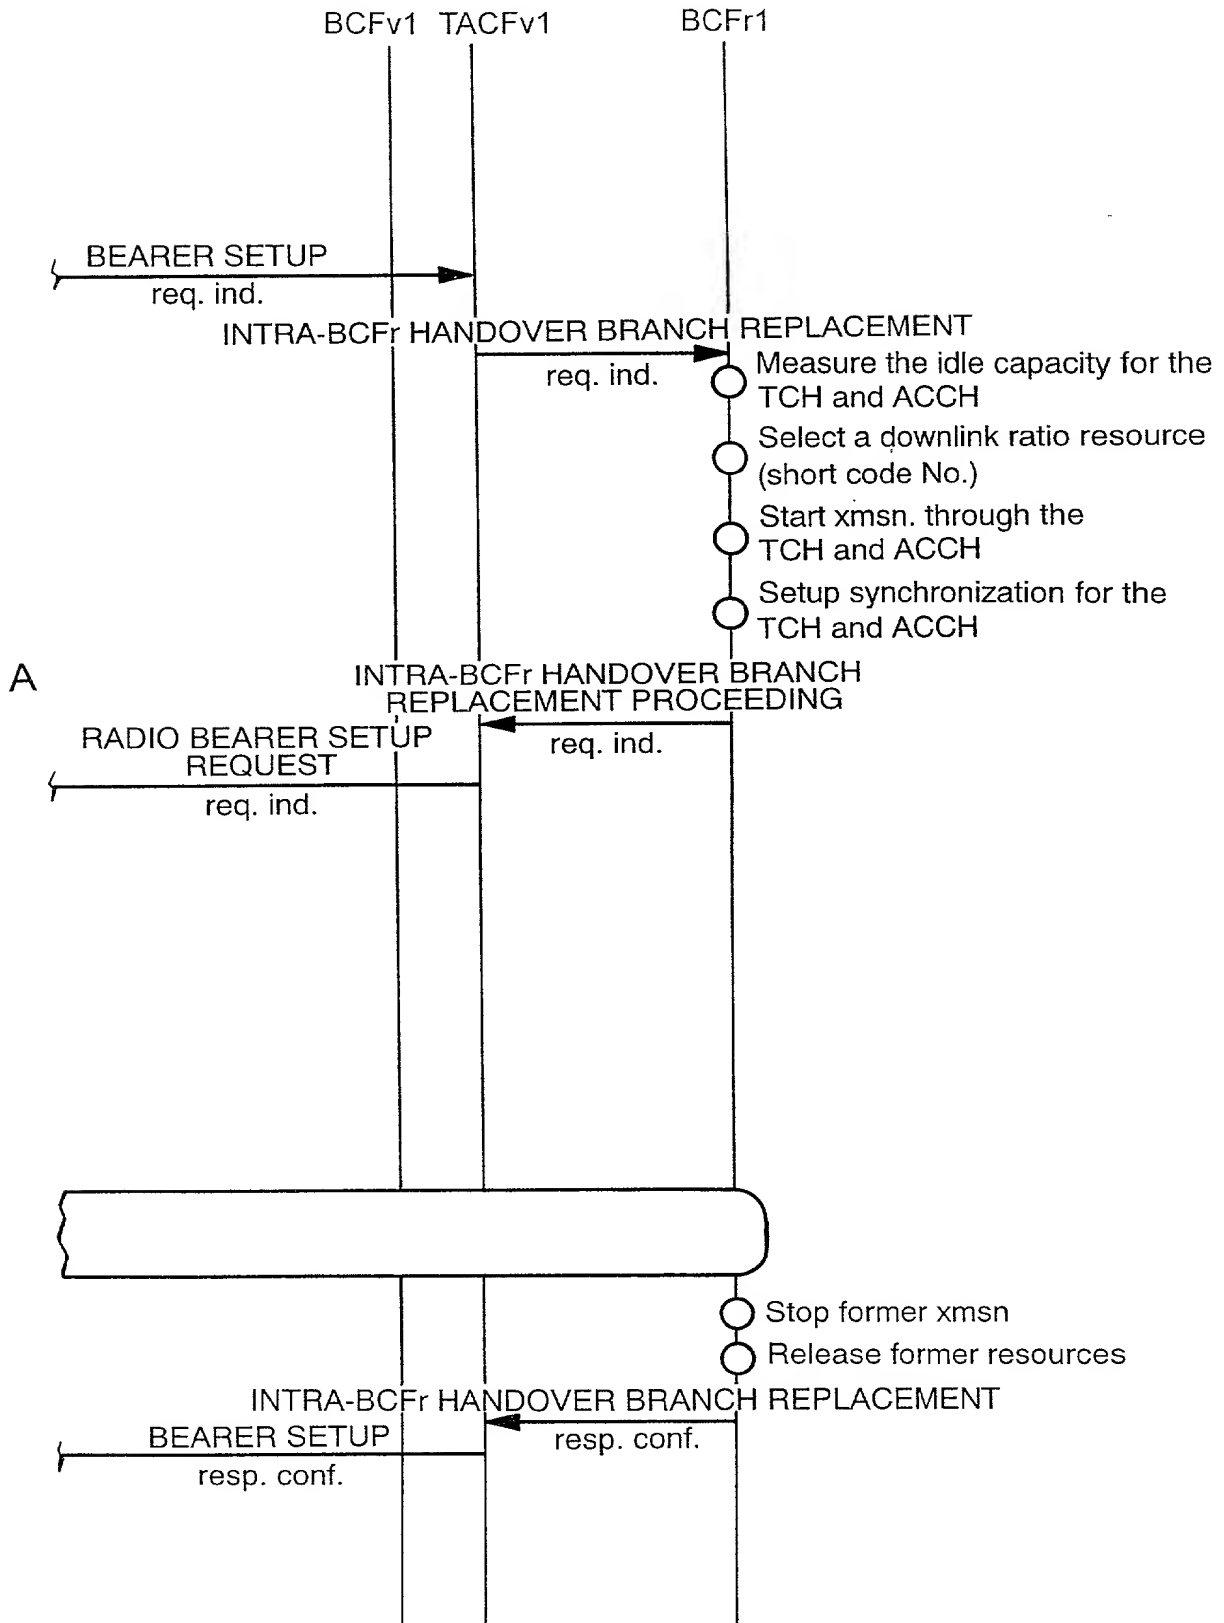 BCFv1 TACFv1 BCFr1
BEARER SETUP
req. ind.
INTRA-BCFr HANDOVER BRANCH REPLACEMENT
req. ind.
Measure the idle capacity for the
TCH and ACCH
Select a downlink ratio resource
(short code No.)
Start xmsn. through the
TCH and ACCH
Setup synchronization for the
TCH and ACCH
A
INTRA-BCFr HANDOVER BRANCH
REPLACEMENT PROCEEDING
req. ind.
RADIO BEARER SETUP
REQUEST
req. ind.
Stop former xmsn
Release former resources
INTRA-BCFr HANDOVER BRANCH REPLACEMENT
resp. conf.
BEARER SETUP
resp. conf.